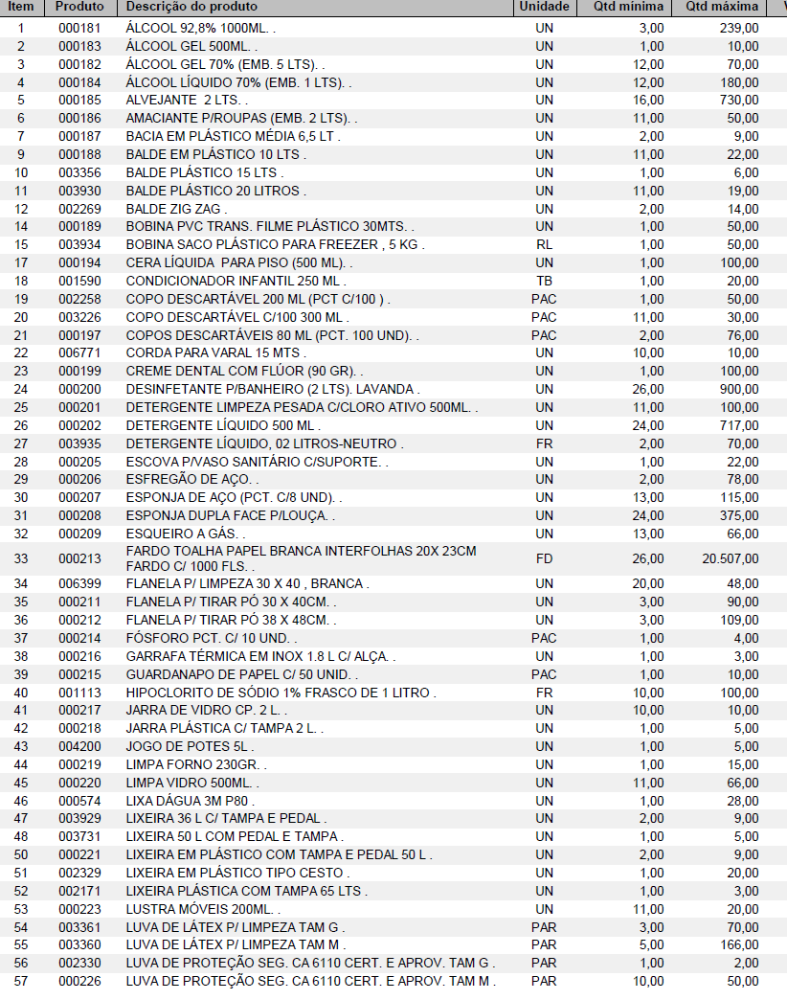 Item Produto Descrição do produto Unidade Qtd mínima Qtd máxima
1 000181 ÁLCOOL 92,8% 1000ML. . UN 3,00 239,00
2 000183 ÁLCOOL GEL 500ML. . UN 1,00 10,00
3 000182 ÁLCOOL GEL 70% (EMB. 5 LTS). . UN 12,00 70,00
4 000184 ÁLCOOL LÍQUIDO 70% (EMB. 1 LTS). . UN 12,00 180,00
5 000185 ALVEJANTE 2 LTS. . UN 16,00 730,00
6 000186 AMACIANTE P/ROUPAS (EMB. 2 LTS). . UN 11,00 50,00
7 000187 BACIA EM PLÁSTICO MÉDIA 6,5 LT . UN 2,00 9,00
9 000188 BALDE EM PLÁSTICO 10 LTS . UN 11,00 22,00
10 003356 BALDE PLÁSTICO 15 LTS . UN 1,00 6,00
11 003930 BALDE PLÁSTICO 20 LITROS . UN 11,00 19,00
12 002269 BALDE ZIG ZAG . UN 2,00 14,00
14 000189 BOBINA PVC TRANS. FILME PLÁSTICO 30MTS. . UN 1,00 50,00
15 003934 BOBINA SACO PLÁSTICO PARA FREEZER , 5 KG . RL 1,00 50,00
17 000194 CERA LÍQUIDA PARA PISO (500 ML). . UN 1,00 100,00
18 001590 CONDICIONADOR INFANTIL 250 ML . TB 1,00 20,00
19 002258 COPO DESCARTÁVEL 200 ML (PCT C/100 ) . PAC 1,00 50,00
20 003226 COPO DESCARTÁVEL C/100 300 ML . PAC 11,00 30,00
21 000197 COPOS DESCARTÁVEIS 80 ML (PCT. 100 UND). . PAC 2,00 76,00
22 006771 CORDA PARA VARAL 15 MTS . UN 10,00 10,00
23 000199 CREME DENTAL COM FLÚOR (90 GR). . UN 1,00 100,00
24 000200 DESINFETANTE P/BANHEIRO (2 LTS). LAVANDA . UN 26,00 900,00
25 000201 DETERGENTE LIMPEZA PESADA C/CLORO ATIVO 500ML. . UN 11,00 100,00
26 000202 DETERGENTE LÍQUIDO 500 ML . UN 24,00 717,00
27 003935 DETERGENTE LÍQUIDO, 02 LITROS-NEUTRO . FR 2,00 70,00
28 000205 ESCOVA P/VASO SANITÁRIO C/SUPORTE. . UN 1,00 22,00
29 000206 ESFREGÃO DE AÇO. . UN 2,00 78,00
30 000207 ESPONJA DE AÇO (PCT. C/8 UND). . UN 13,00 115,00
31 000208 ESPONJA DUPLA FACE P/LOUÇA. . UN 24,00 375,00
32 000209 ESQUEIRO A GÁS. . UN 13,00 66,00
33 000213 FARDO TOALHA PAPEL BRANCA INTERFOLHAS 20X 23CM FD 26,00 20.507,00
FARDO C/ 1000 FLS. .
34 006399 FLANELA P/ LIMPEZA 30 X 40 , BRANCA . UN 20,00 48,00
35 000211 FLANELA P/ TIRAR PÓ 30 X 40CM. . UN 3,00 90,00
36 000212 FLANELA P/ TIRAR PÓ 38 X 48CM. . UN 3,00 109,00
37 000214 FÓSFORO PCT. C/ 10 UND. . PAC 1,00 4,00
38 000216 GARRAFA TÉRMICA EM INOX 1.8 L C/ ALÇA. . UN 1,00 3,00
39 000215 GUARDANAPO DE PAPEL C/ 50 UNID. . PAC 1,00 10,00
40 001113 HIPOCLORITO DE SÓDIO 1% FRASCO DE 1 LITRO . FR 10,00 100,00
41 000217 JARRA DE VIDRO CP. 2 L. . UN 10,00 10,00
42 000218 JARRA PLÁSTICA C/ TAMPA 2 L. . UN 1,00 5,00
43 004200 JOGO DE POTES 5L . UN 1,00 5,00
44 000219 LIMPA FORNO 230GR. . UN 1,00 15,00
45 000220 LIMPA VIDRO 500ML. . UN 11,00 66,00
46 000574 LIXA DÁGUA 3M P80 . UN 1,00 28,00
47 003929 LIXEIRA 36 L C/ TAMPA E PEDAL . UN 2,00 9,00
48 003731 LIXEIRA 50 L COM PEDAL E TAMPA . UN 1,00 5,00
50 000221 LIXEIRA EM PLÁSTICO COM TAMPA E PEDAL 50 L . UN 2,00 9,00
51 002329 LIXEIRA EM PLÁSTICO TIPO CESTO . UN 1,00 20,00
52 002171 LIXEIRA PLÁSTICA COM TAMPA 65 LTS . UN 1,00 3,00
53 000223 LUSTRA MÓVEIS 200ML. . UN 11,00 20,00
54 003361 LUVA DE LÁTEX P/ LIMPEZA TAM G . PAR 3,00 70,00
55 003360 LUVA DE LÁTEX P/ LIMPEZA TAM M . PAR 5,00 166,00
56 002330 LUVA DE PROTEÇÃO SEG. CA 6110 CERT. E APROV. TAM G . PAR 1,00 2,00
57 000226 LUVA DE PROTEÇÃO SEG. CA 6110 CERT. E APROV. TAM M . PAR 10,00 50,00